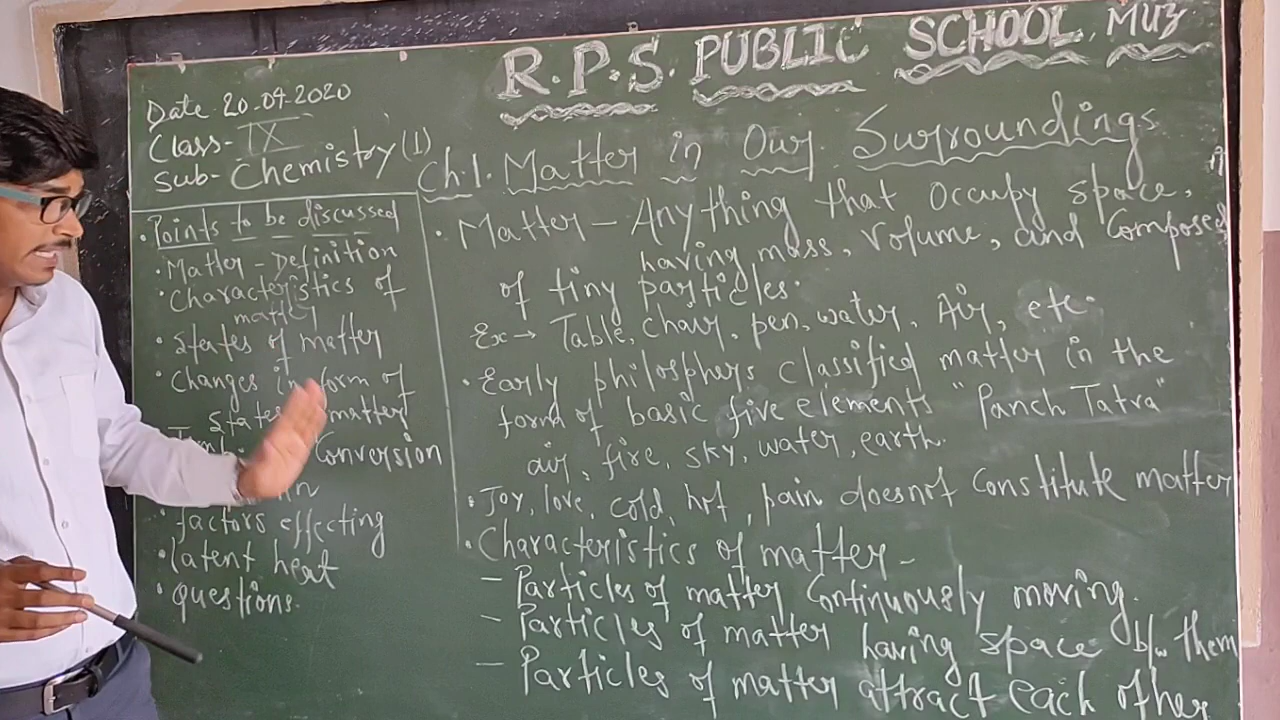 R.P.S. PUBLIC SCHOOL, MUZ
Date 20-04-2020
Class- IX
Sub- Chemistry(1)
Ch.1. Matter in Our Surroundings
• Points to be discussed
• Matter - Definition
• Characteristics of
matter
• States of matter
• Changes in form of
States matter
Conversion
• factors effecting
• latent heat
• questions.
• Matter - Anything that occupy space,
having mass, Volume, and Composed
of tiny particles.
Ex → Table, chair, pen, water, Air, etc.
• Early philosphers classified matter in the
form of basic five elements "Panch Tatva"
air, fire, sky, water, earth.
• Joy, love, cold, hot, pain doesnot Constitute matter
• Characteristics of matter -
- Particles of matter Continuously moving.
- Particles of matter having space b/w them
- Particles of matter attract each other